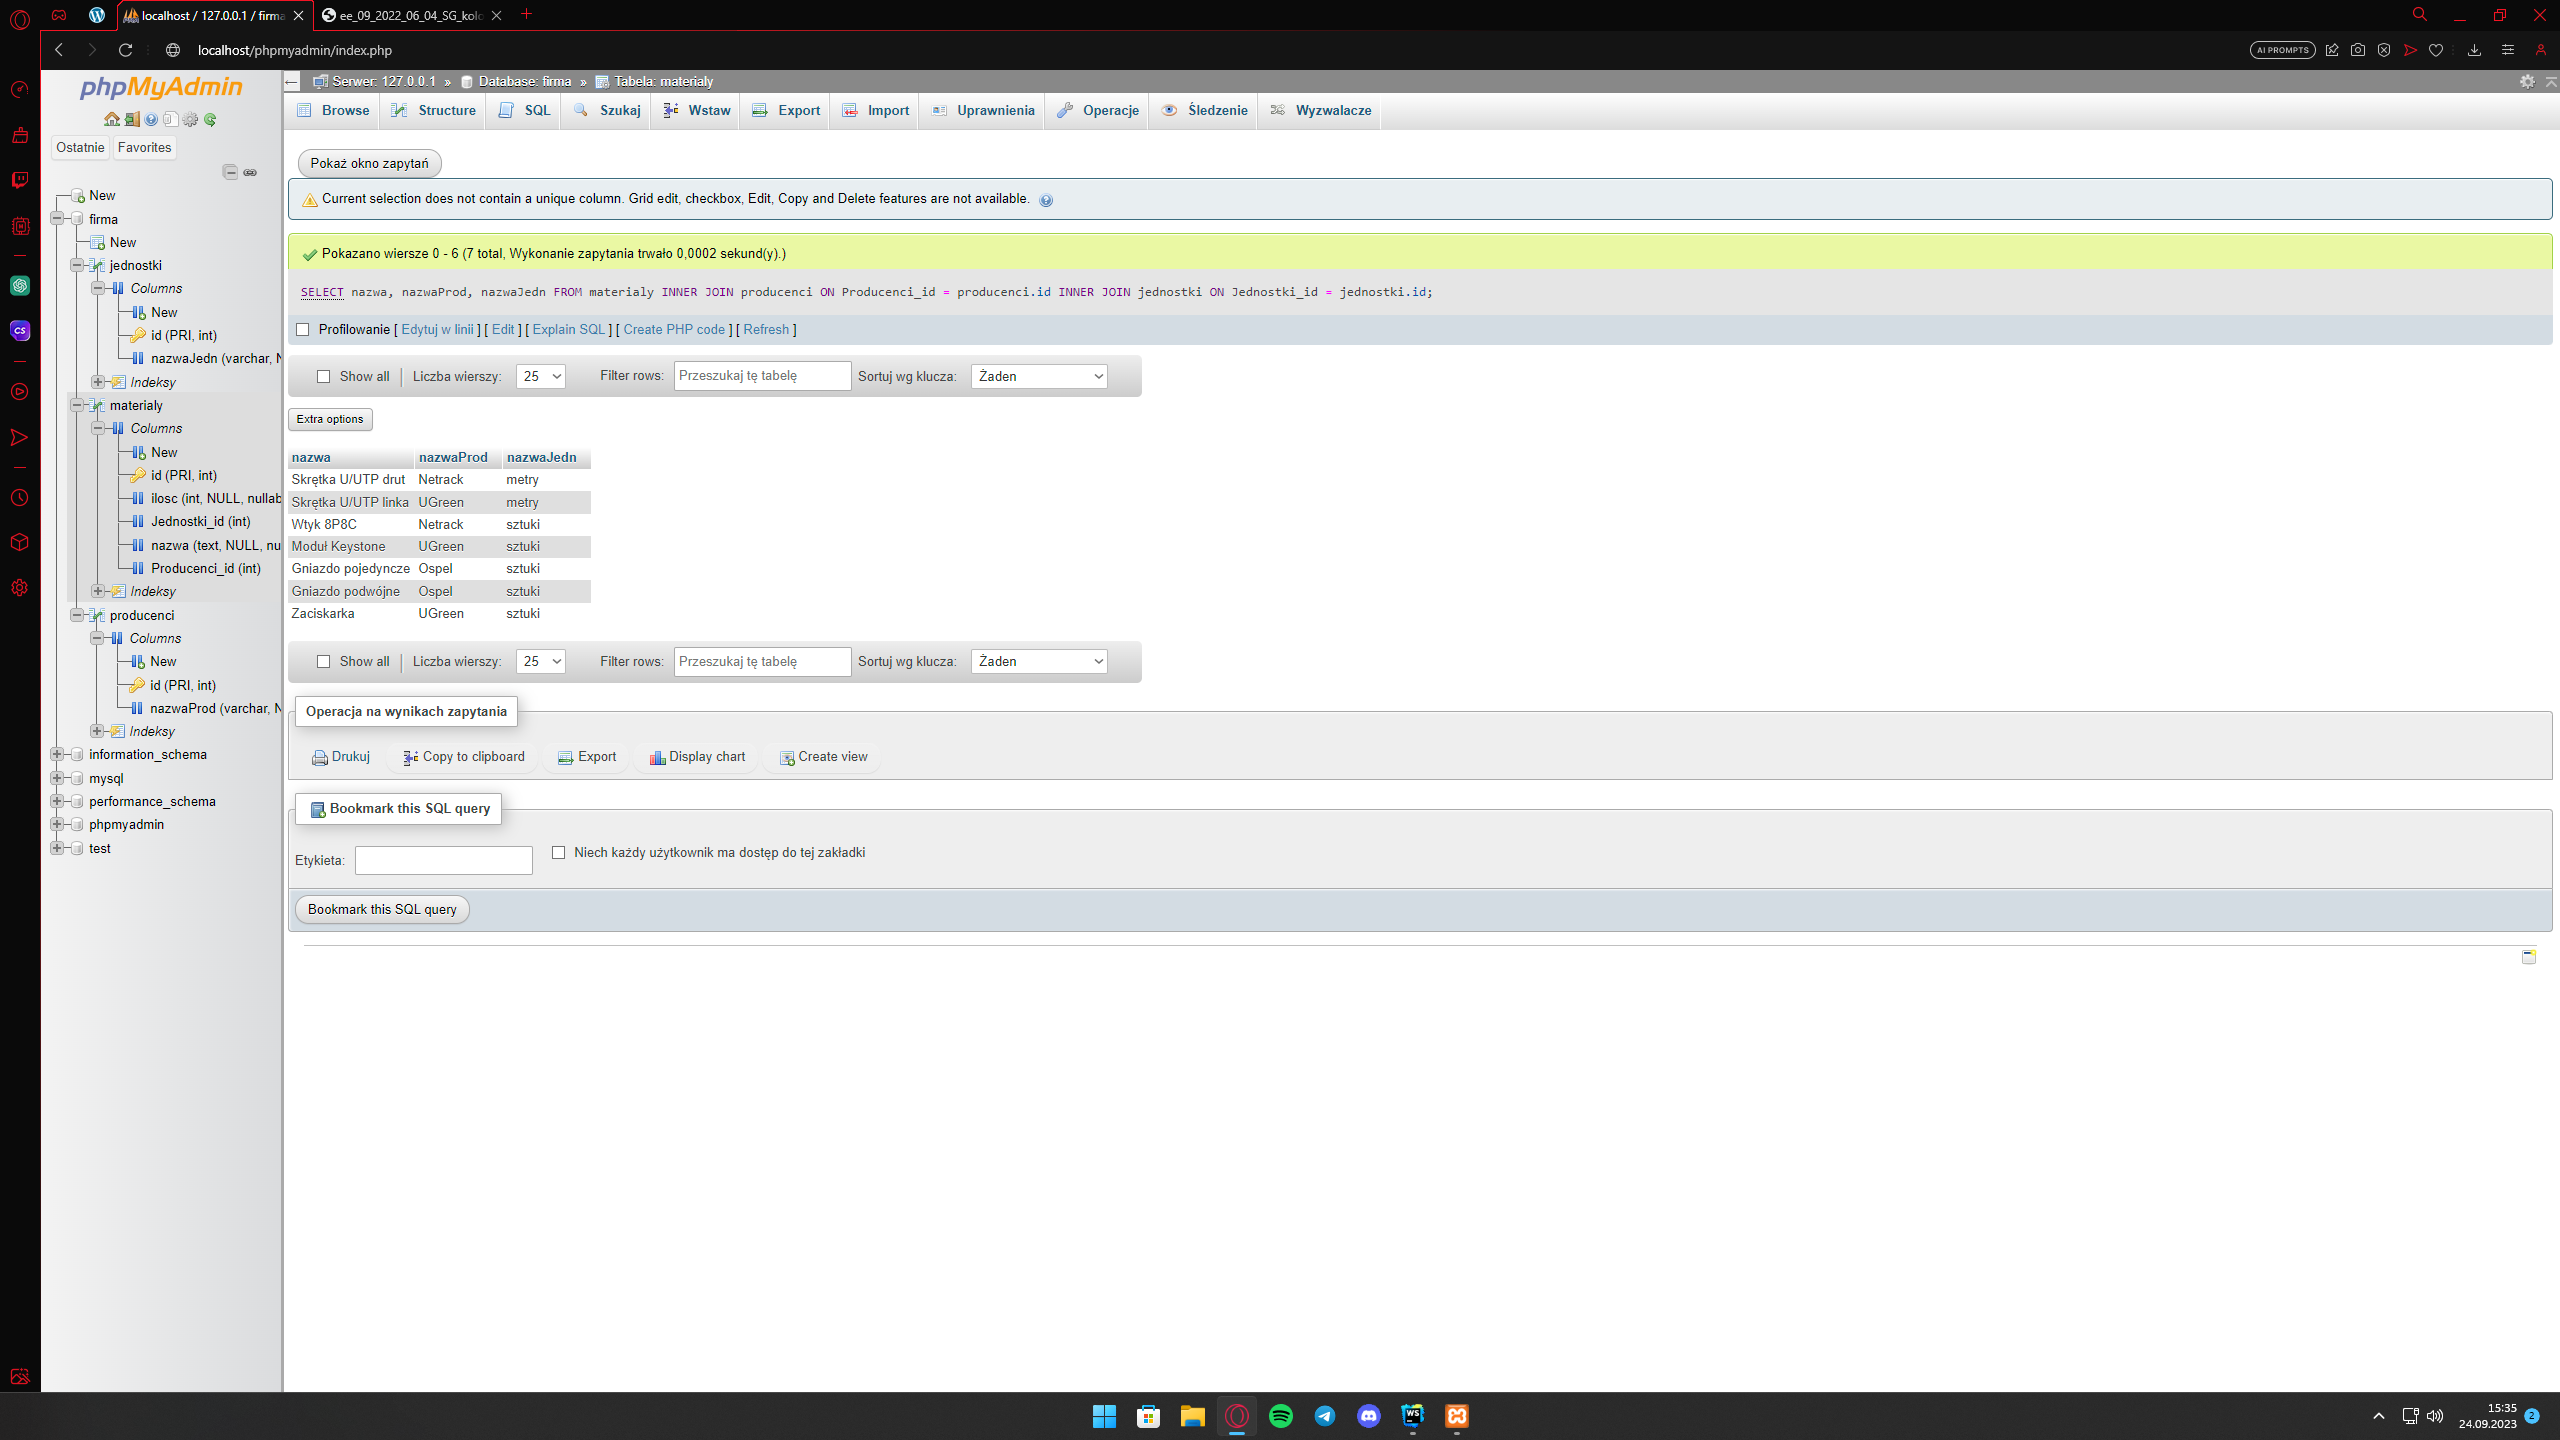 localhost / 127.0.0.1 / firma
ee_09_2022_06_04_SG_kolo
localhost/phpmyadmin/index.php
AI PROMPTS
phpMyAdmin
Ostatnie Favorites
New
firma
New
jednostki
Columns
New
id (PRI, int)
nazwaJedn (varchar, N
Indeksy
materialy
Columns
New
id (PRI, int)
ilosc (int, NULL, nullab
Jednostki_id (int)
nazwa (text, NULL, nu
Producenci_id (int)
Indeksy
producenci
Columns
New
id (PRI, int)
nazwaProd (varchar, N
Indeksy
information_schema
mysql
performance_schema
phpmyadmin
test
Serwer: 127.0.0.1 » Database: firma » Tabela: materialy
Browse Structure SQL Szukaj Wstaw Export Import Uprawnienia Operacje Śledzenie Wyzwalacze
Pokaż okno zapytań
Current selection does not contain a unique column. Grid edit, checkbox, Edit, Copy and Delete features are not available.
Pokazano wiersze 0 - 6 (7 total, Wykonanie zapytania trwało 0,0002 sekund(y).)
SELECT nazwa, nazwaProd, nazwaJedn FROM materialy INNER JOIN producenci ON Producenci_id = producenci.id INNER JOIN jednostki ON Jednostki_id = jednostki.id;
Profilowanie [ Edytuj w linii ] [ Edit ] [ Explain SQL ] [ Create PHP code ] [ Refresh ]
Show all Liczba wierszy: 25 Filter rows: Przeszukaj tę tabelę Sortuj wg klucza: Żaden
Extra options
nazwa nazwaProd nazwaJedn
Skrętka U/UTP drut Netrack metry
Skrętka U/UTP linka UGreen metry
Wtyk 8P8C Netrack sztuki
Moduł Keystone UGreen sztuki
Gniazdo pojedyncze Ospel sztuki
Gniazdo podwójne Ospel sztuki
Zaciskarka UGreen sztuki
Show all Liczba wierszy: 25 Filter rows: Przeszukaj tę tabelę Sortuj wg klucza: Żaden
Operacja na wynikach zapytania
Drukuj Copy to clipboard Export Display chart Create view
Bookmark this SQL query
Etykieta: Niech każdy użytkownik ma dostęp do tej zakładki
Bookmark this SQL query
15:35
24.09.2023
2
CS
WS